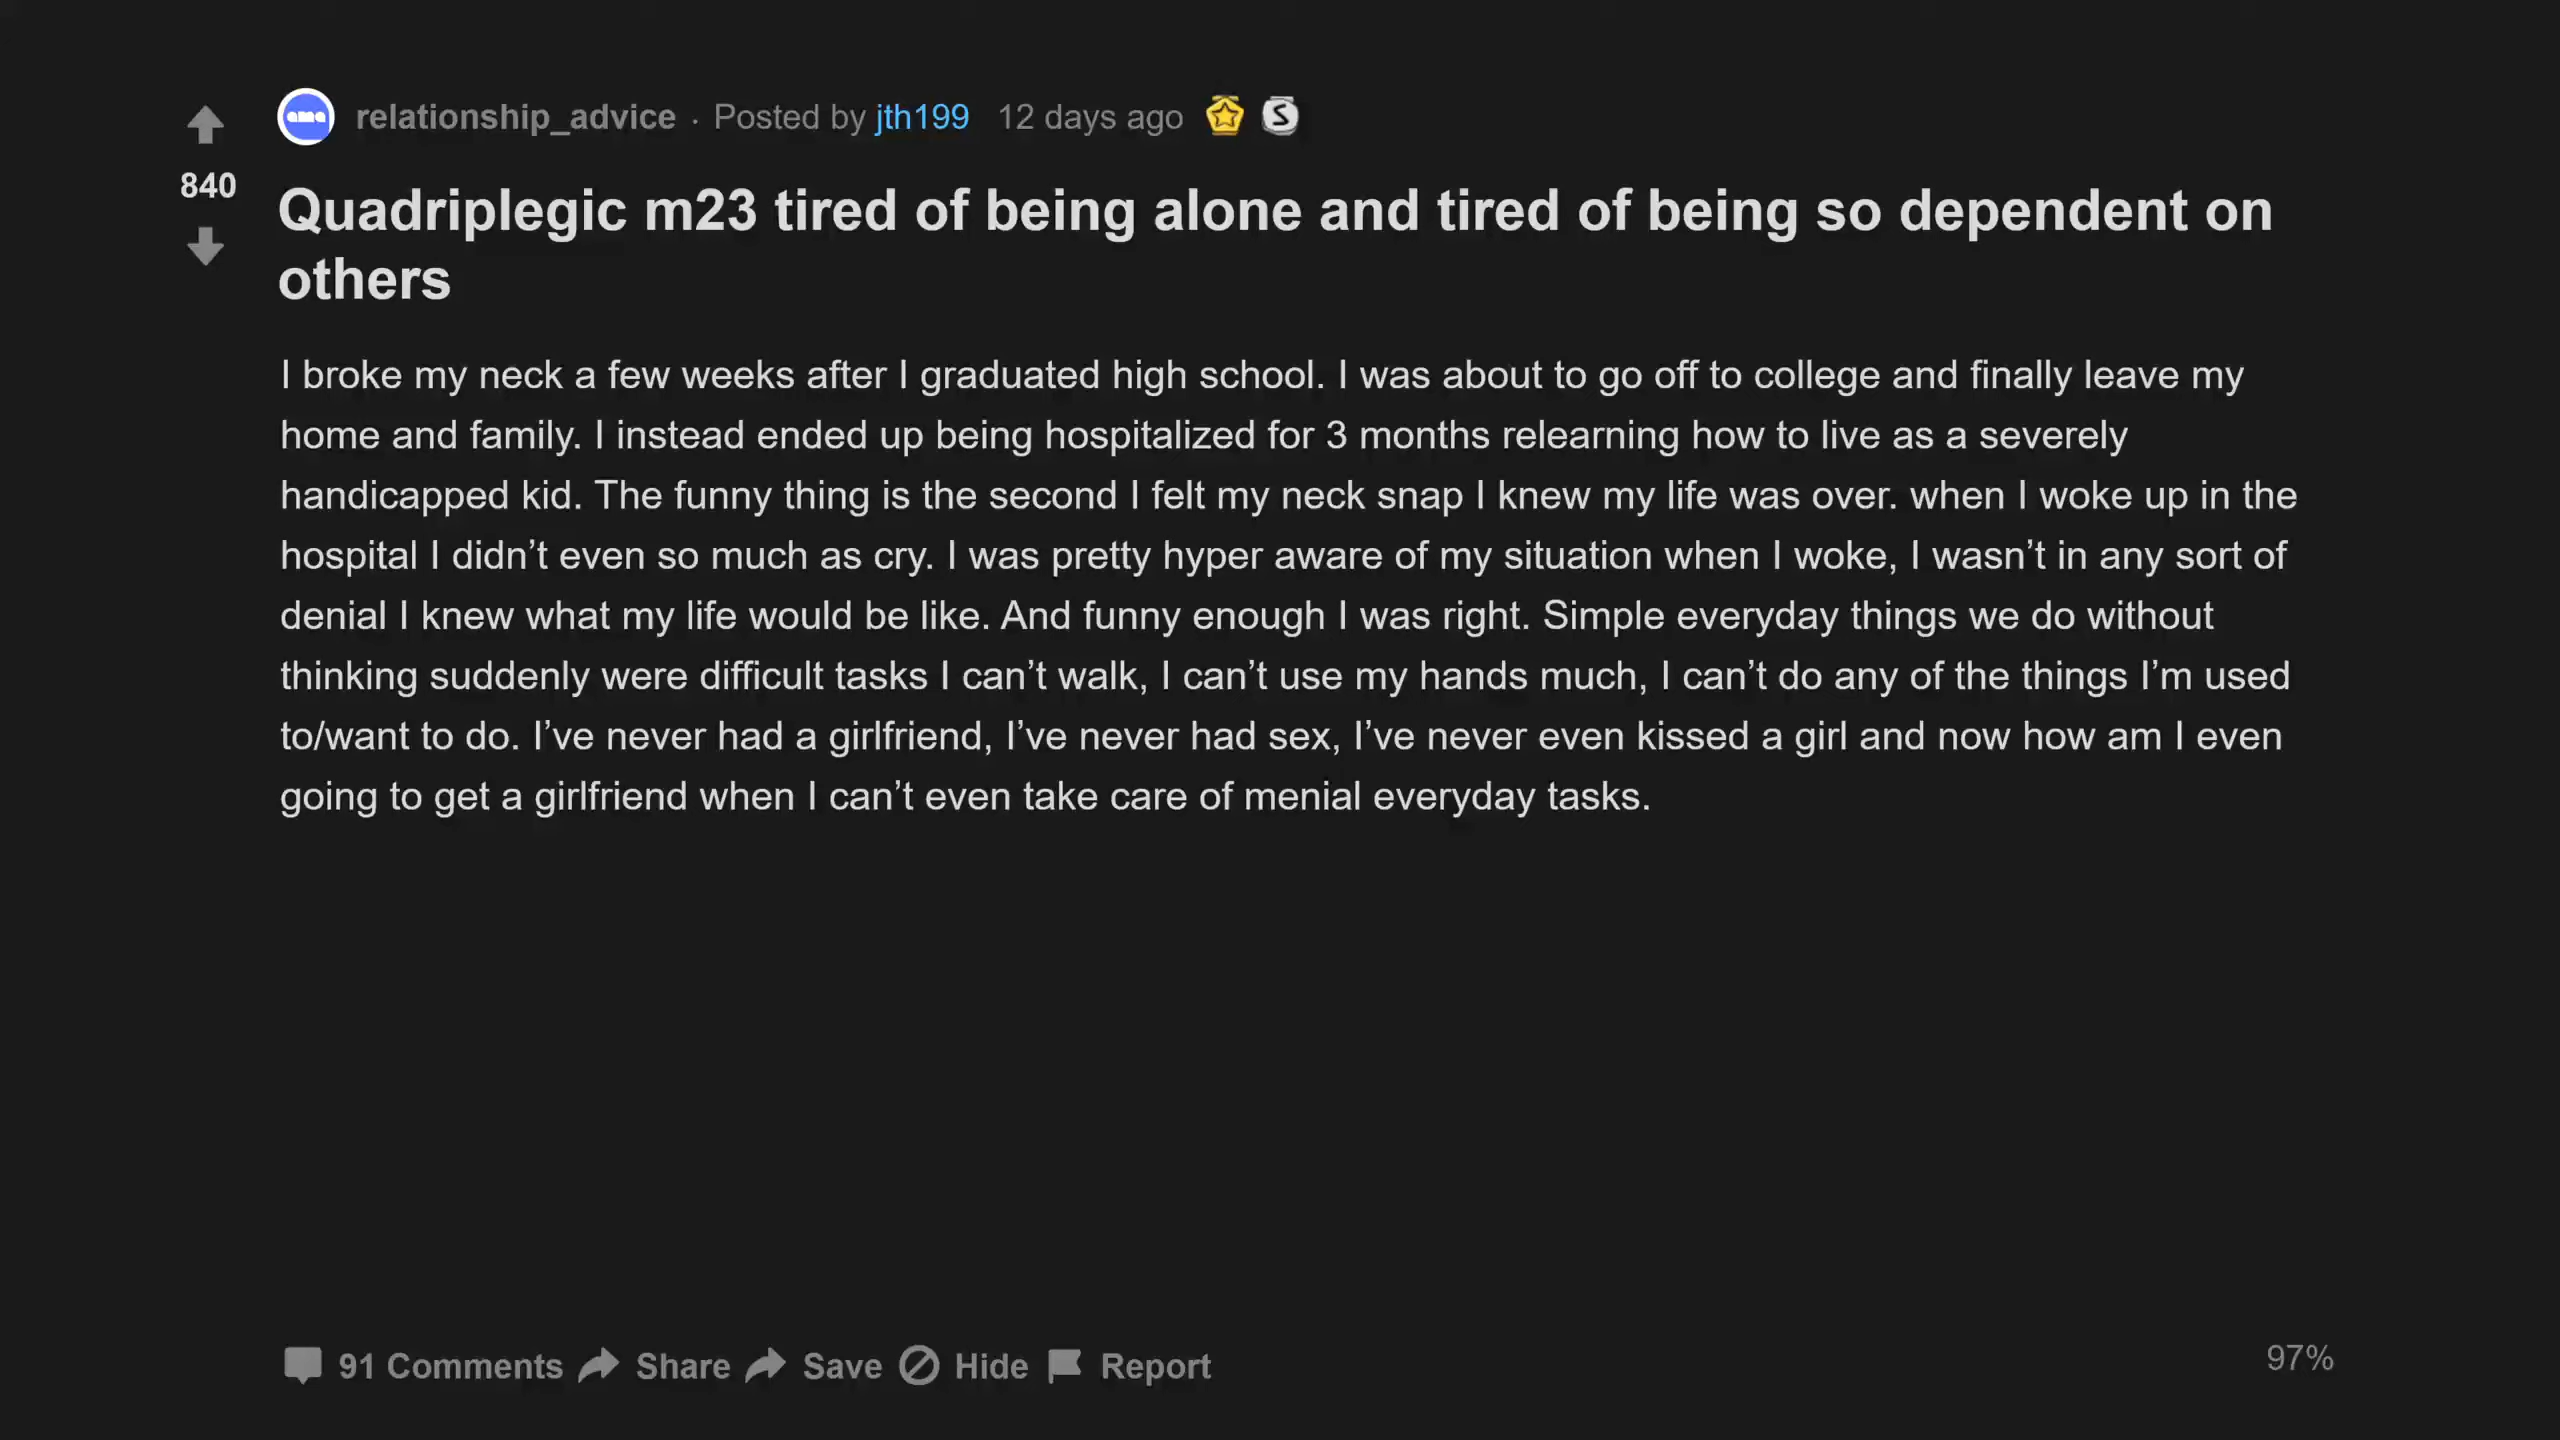 relationship_advice · Posted by jth199 12 days ago
840
Quadriplegic m23 tired of being alone and tired of being so dependent on
others
I broke my neck a few weeks after I graduated high school. I was about to go off to college and finally leave my
home and family. I instead ended up being hospitalized for 3 months relearning how to live as a severely
handicapped kid. The funny thing is the second I felt my neck snap I knew my life was over. when I woke up in the
hospital I didn’t even so much as cry. I was pretty hyper aware of my situation when I woke, I wasn’t in any sort of
denial I knew what my life would be like. And funny enough I was right. Simple everyday things we do without
thinking suddenly were difficult tasks I can’t walk, I can’t use my hands much, I can’t do any of the things I’m used
to/want to do. I’ve never had a girlfriend, I’ve never had sex, I’ve never even kissed a girl and now how am I even
going to get a girlfriend when I can’t even take care of menial everyday tasks.
91 Comments Share Save Hide Report
97%